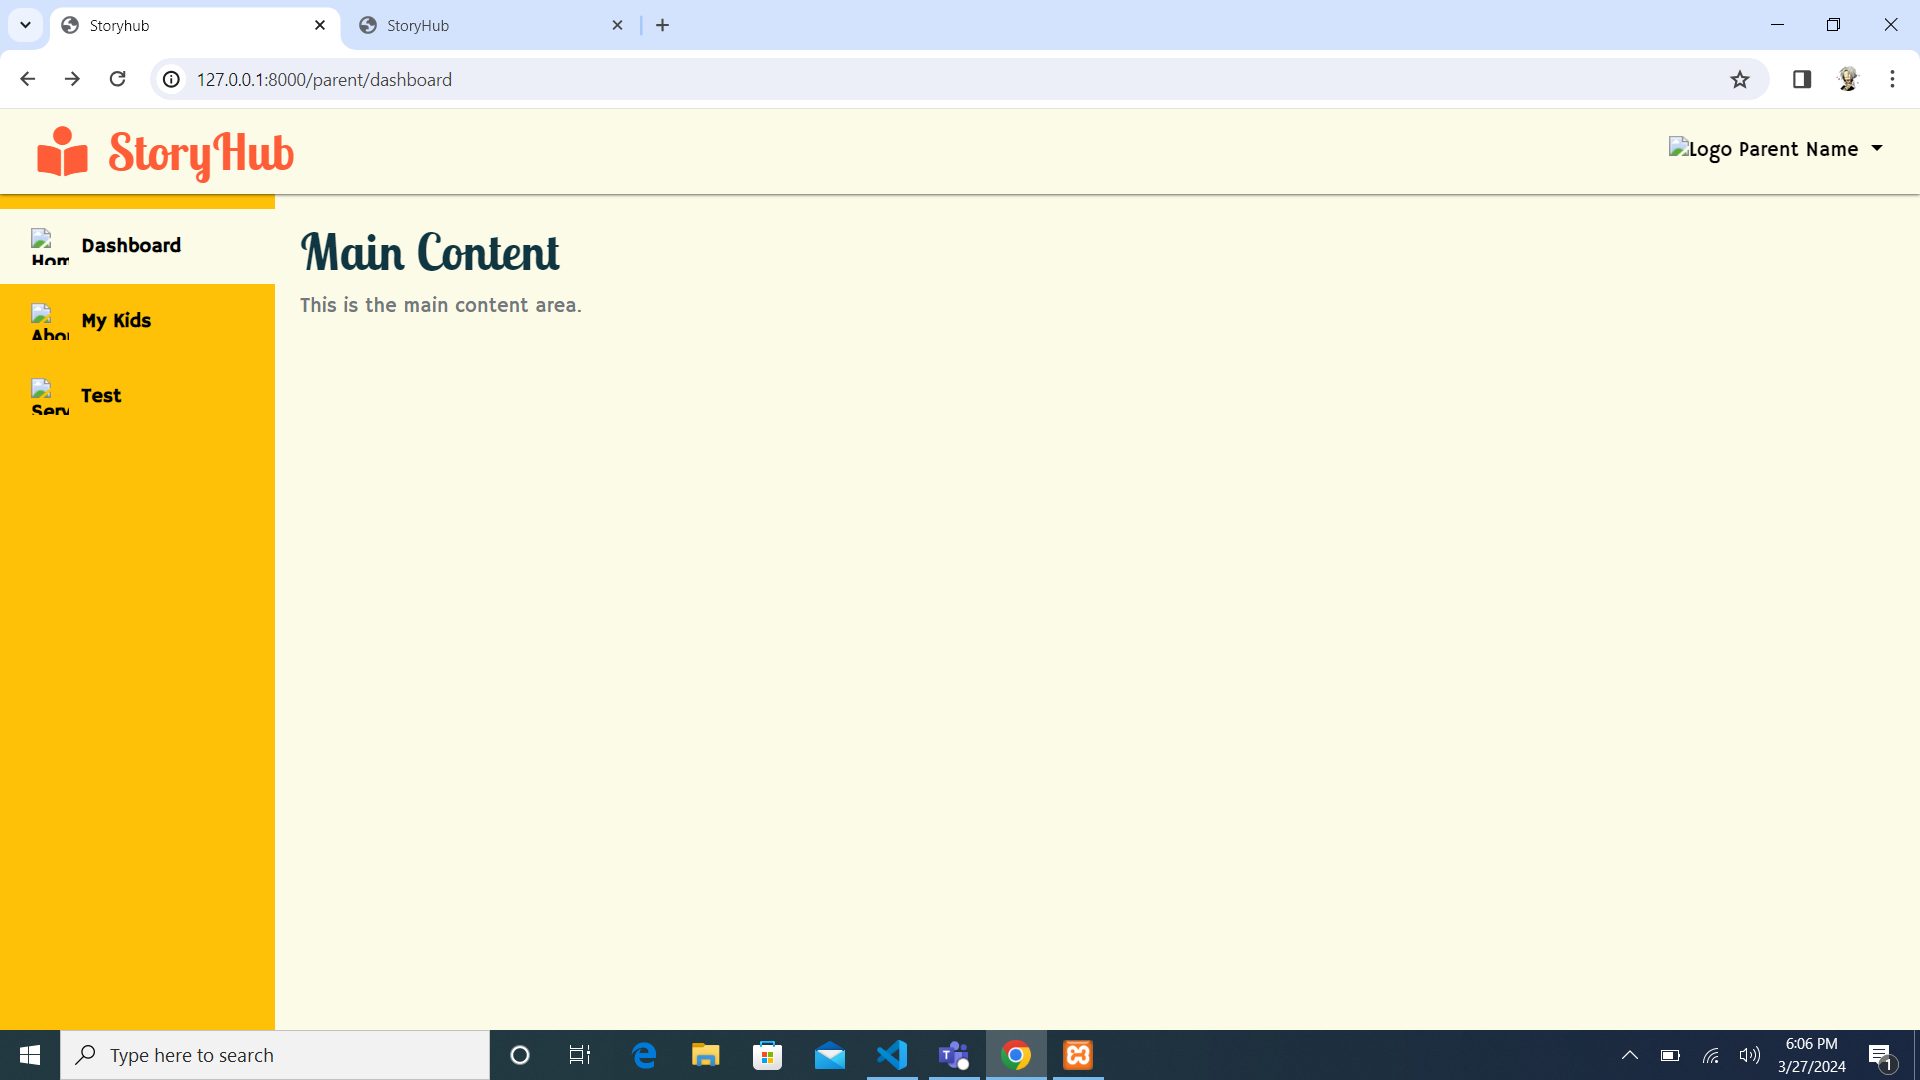 Storyhub
StoryHub
127.0.0.1:8000/parent/dashboard
StoryHub
Logo Parent Name
Hom
Dashboard
Abou
My Kids
Serv
Test
Main Content
This is the main content area.
Type here to search
6:06 PM
3/27/2024
1